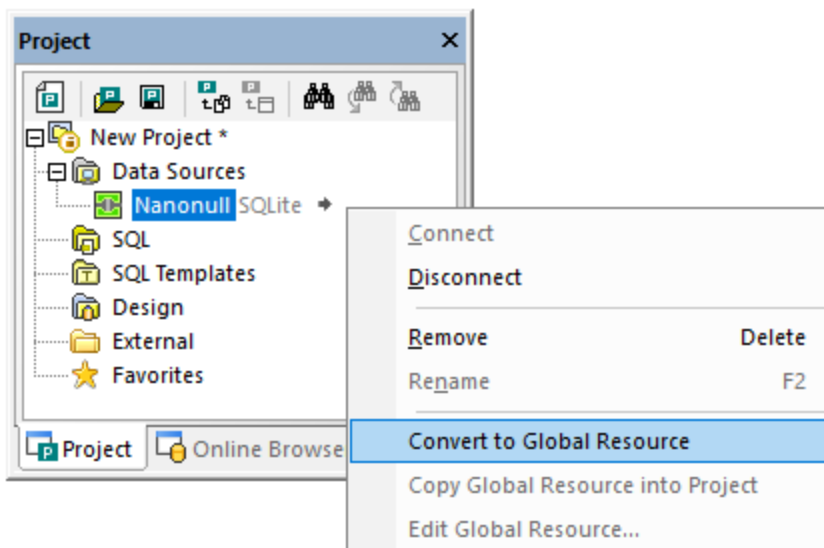 Project
New Project *
Data Sources
Nanonull SQLite
SQL
SQL Templates
Design
External
Favorites
Project Online Browse
Connect
Disconnect
Remove Delete
Rename F2
Convert to Global Resource
Copy Global Resource into Project
Edit Global Resource...